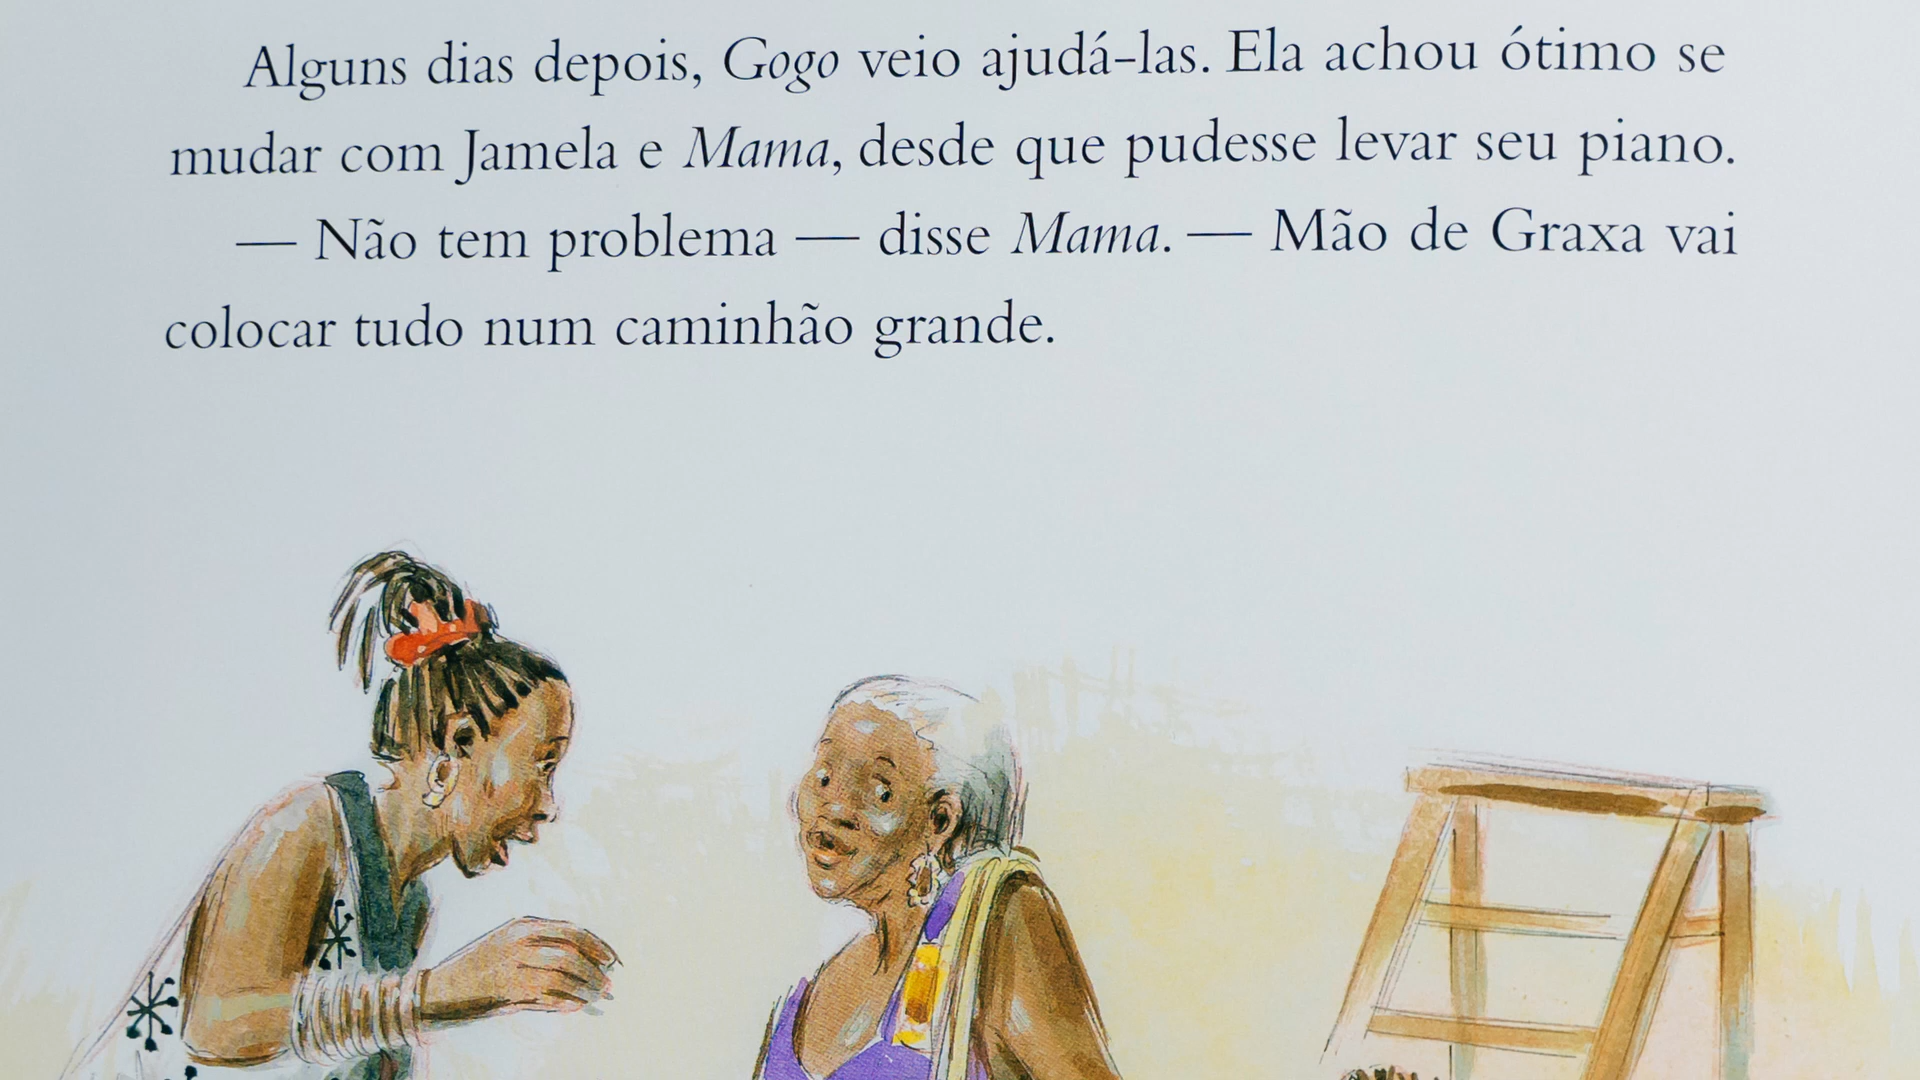 Alguns dias depois, Gogo veio ajudá-las. Ela achou ótimo se
mudar com Jamela e Mama, desde que pudesse levar seu piano.
— Não tem problema — disse Mama. — Mão de Graxa vai
colocar tudo num caminhão grande.